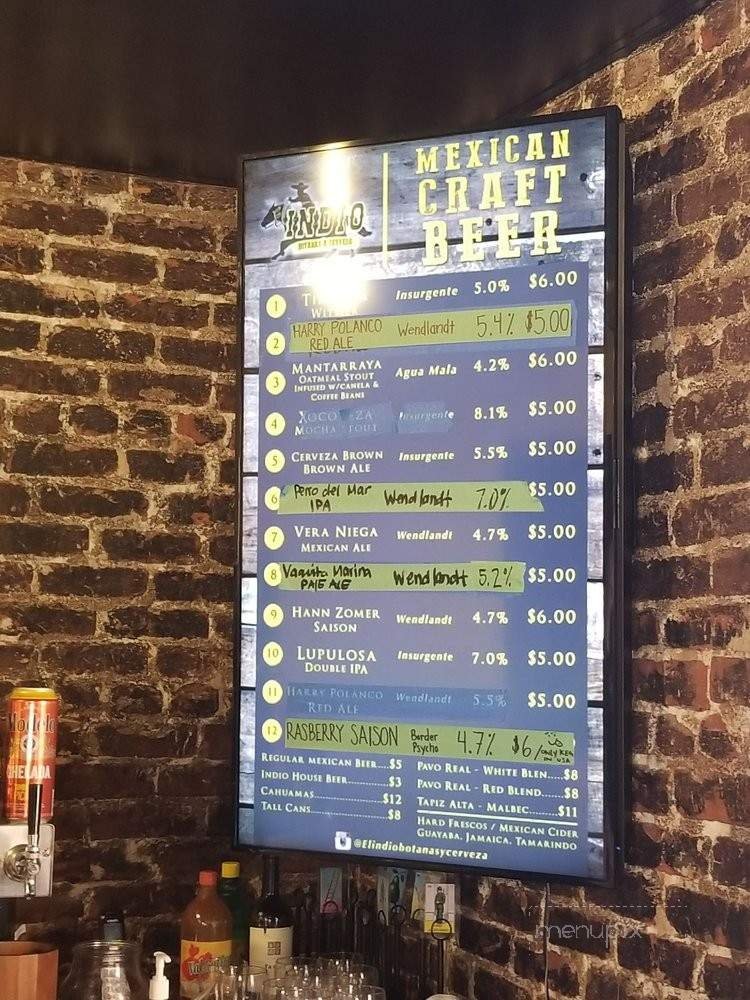 INDIO
BOTANAS & CERVEZA
MEXICAN
CRAFT
BEER
1 Insurgente 5.0% $6.00
2 HARRY POLANCO RED ALE Wendlandt 5.4% $5.00
3 MANTARRAYA Agua Mala 4.2% $6.00
OATMEAL STOUT
INFUSED W/CANELA &
COFFEE BEANS
4 Insurgente 8.1% $5.00
5 CERVEZA BROWN Insurgente 5.5% $5.00
BROWN ALE
6 Perro del Mar Wendlandt 7.0% $5.00
IPA
7 VERA NIEGA Wendlandt 4.7% $5.00
MEXICAN ALE
8 Vaquita Marina Wendlandt 5.2% $5.00
PALE ALE
9 HANN ZOMER Wendlandt 4.7% $6.00
SAISON
10 LUPULOSA Insurgente 7.0% $5.00
DOUBLE IPA
11 HARRY POLANCO Wendlandt 5.5% $5.00
RED ALE
12 RASBERRY SAISON Border Psycho 4.7% $6/ ONLY KEG IN USA
REGULAR MEXICAN BEER....$5
INDIO HOUSE BEER..............$3
CAHUAMAS........................$12
TALL CANS..........................$8
PAVO REAL - WHITE BLEN....$8
PAVO REAL - RED BLEND.......$8
TAPIZ ALTA - MALBEC.........$11
HARD FRESCOS / MEXICAN CIDER
GUAYABA, JAMAICA, TAMARINDO
@Elindiobotanasycerveza
Modelo
CHELADA
menupix